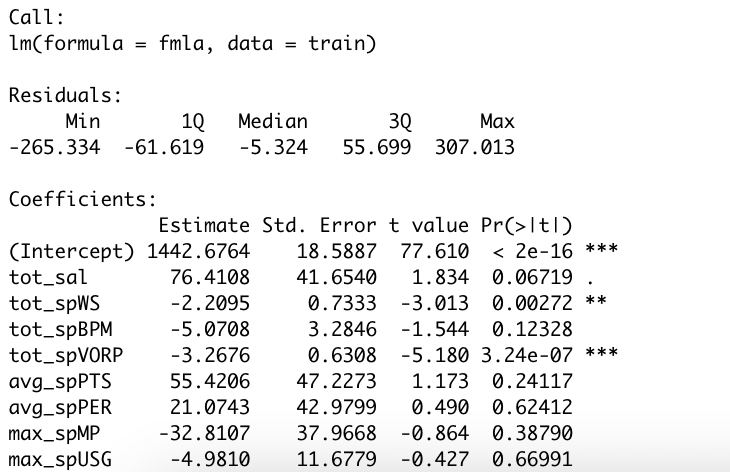 Call:
lm(formula = fmla, data = train)
Residuals:
Min 1Q Median 3Q Max
-265.334 -61.619 -5.324 55.699 307.013
Coefficients:
Estimate Std. Error t value Pr(>|t|)
(Intercept) 1442.6764 18.5887 77.610 < 2e-16 ***
tot_sal 76.4108 41.6540 1.834 0.06719 .
tot_spWS -2.2095 0.7333 -3.013 0.00272 **
tot_spBPM -5.0708 3.2846 -1.544 0.12328
tot_spVORP -3.2676 0.6308 -5.180 3.24e-07 ***
avg_spPTS 55.4206 47.2273 1.173 0.24117
avg_spPER 21.0743 42.9799 0.490 0.62412
max_spMP -32.8107 37.9668 -0.864 0.38790
max_spUSG -4.9810 11.6779 -0.427 0.66991